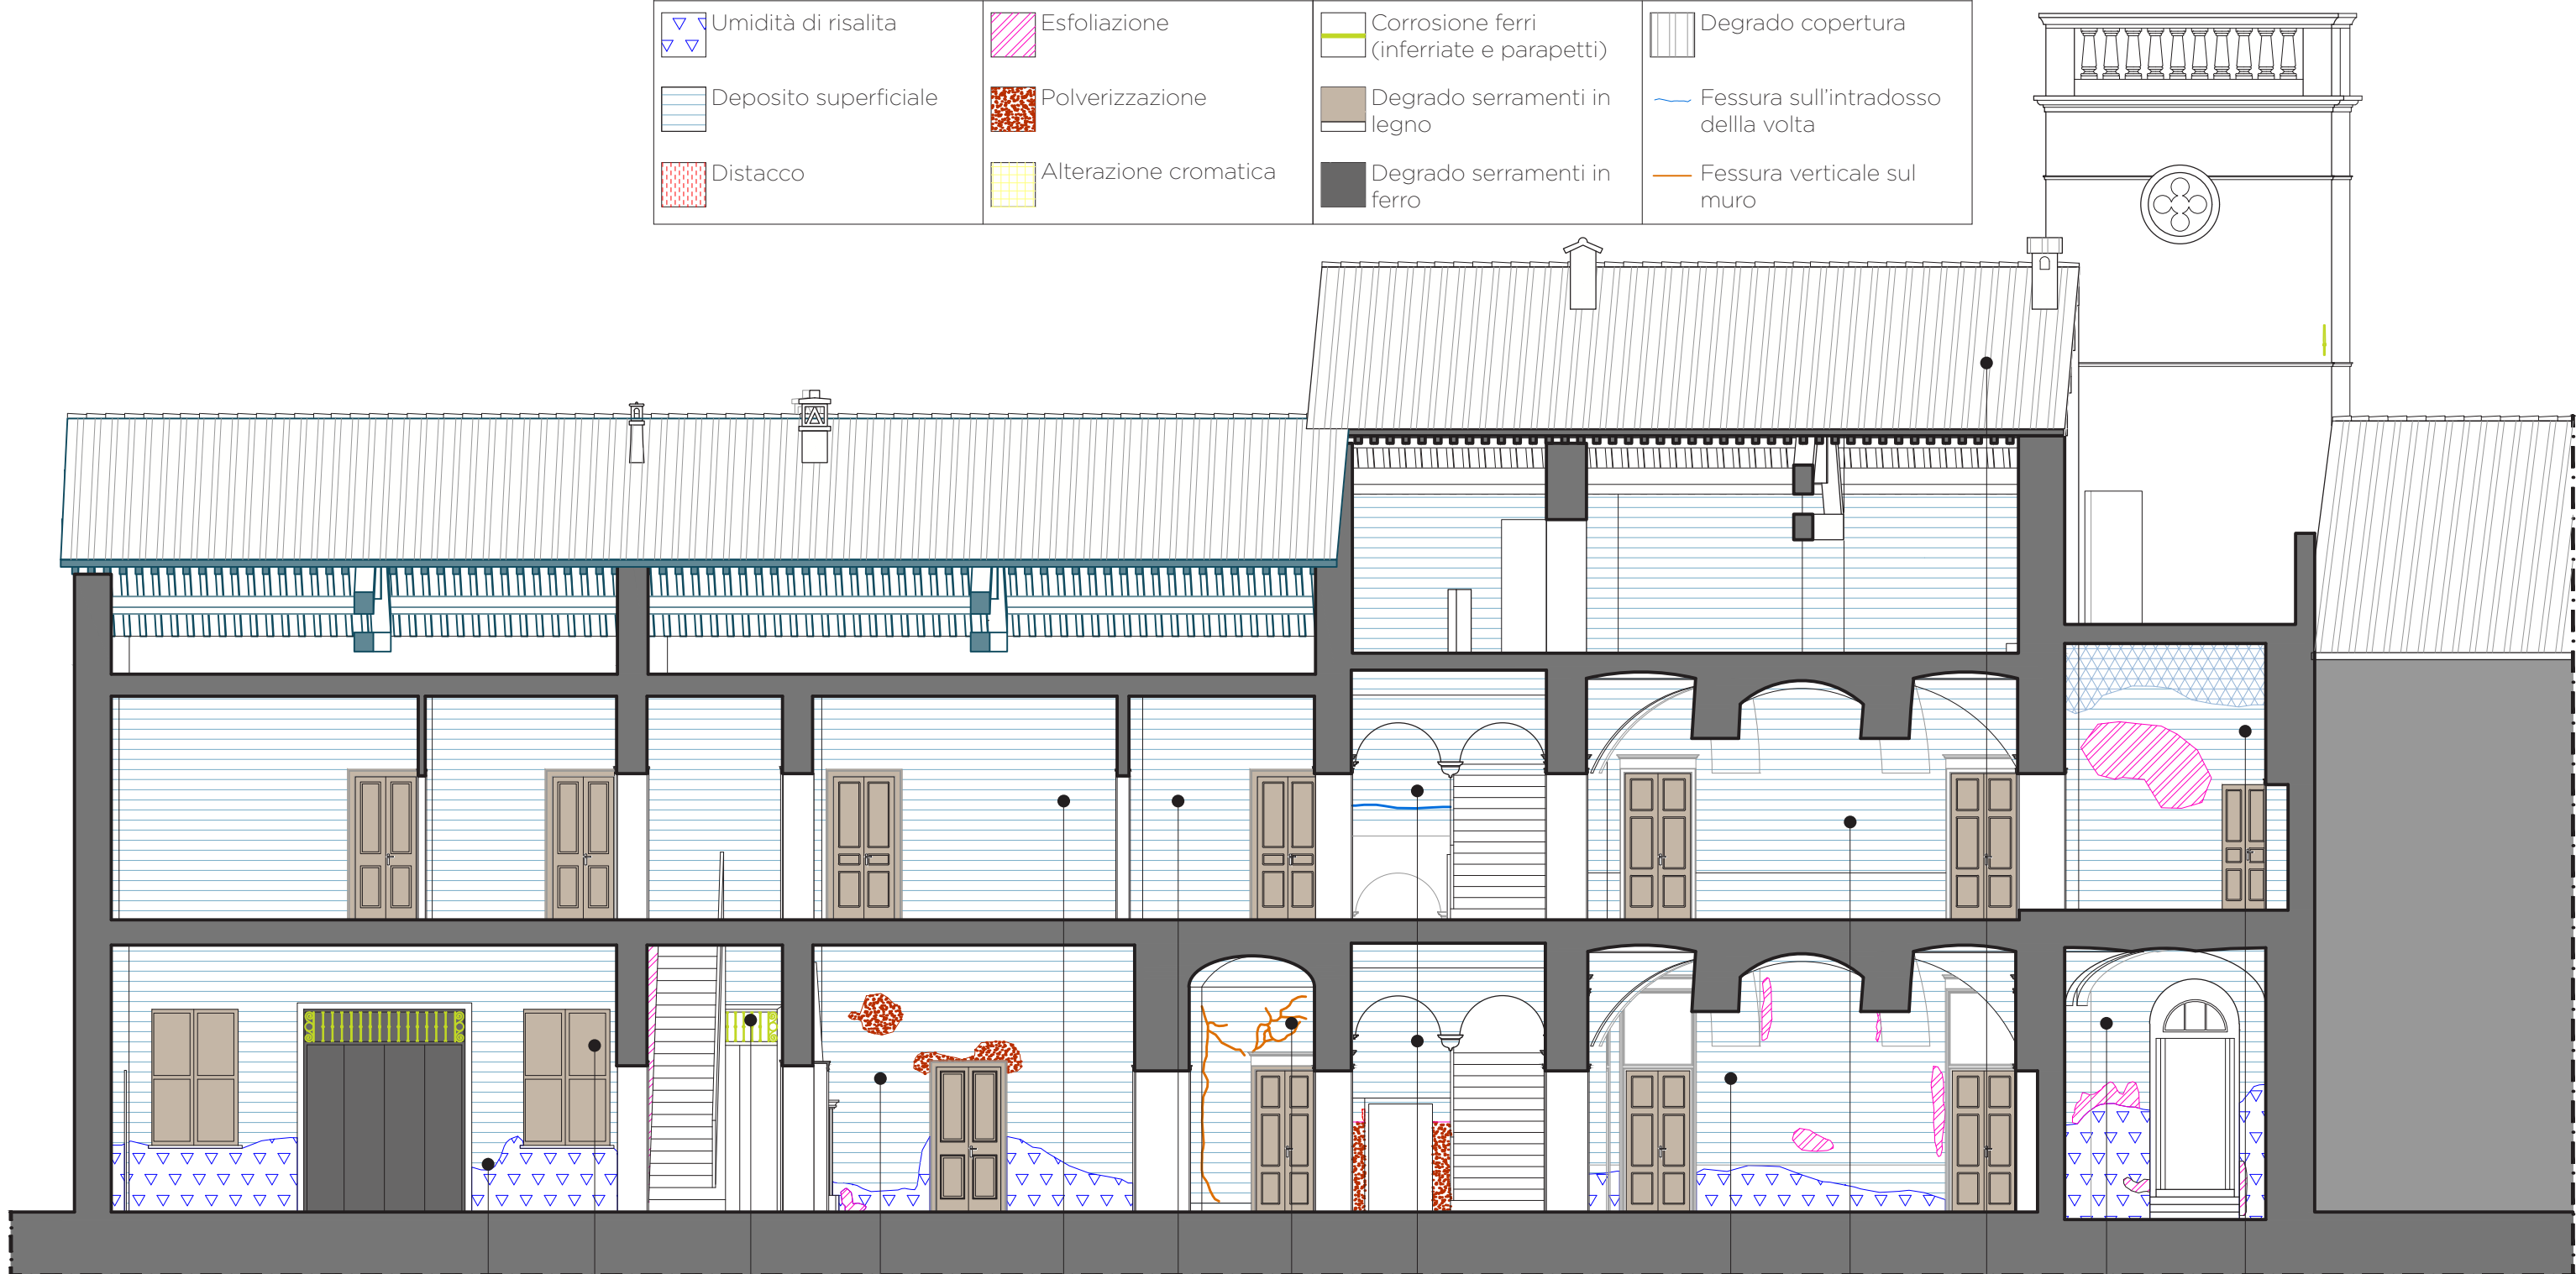 Umidità di risalita
Deposito superficiale
Distacco
Esfoliazione
Polverizzazione
Alterazione cromatica
Corrosione ferri
(inferriate e parapetti)
Degrado serramenti in
legno
Degrado serramenti in
ferro
Degrado copertura
Fessura sull'intradosso
dellla volta
Fessura verticale sul
muro